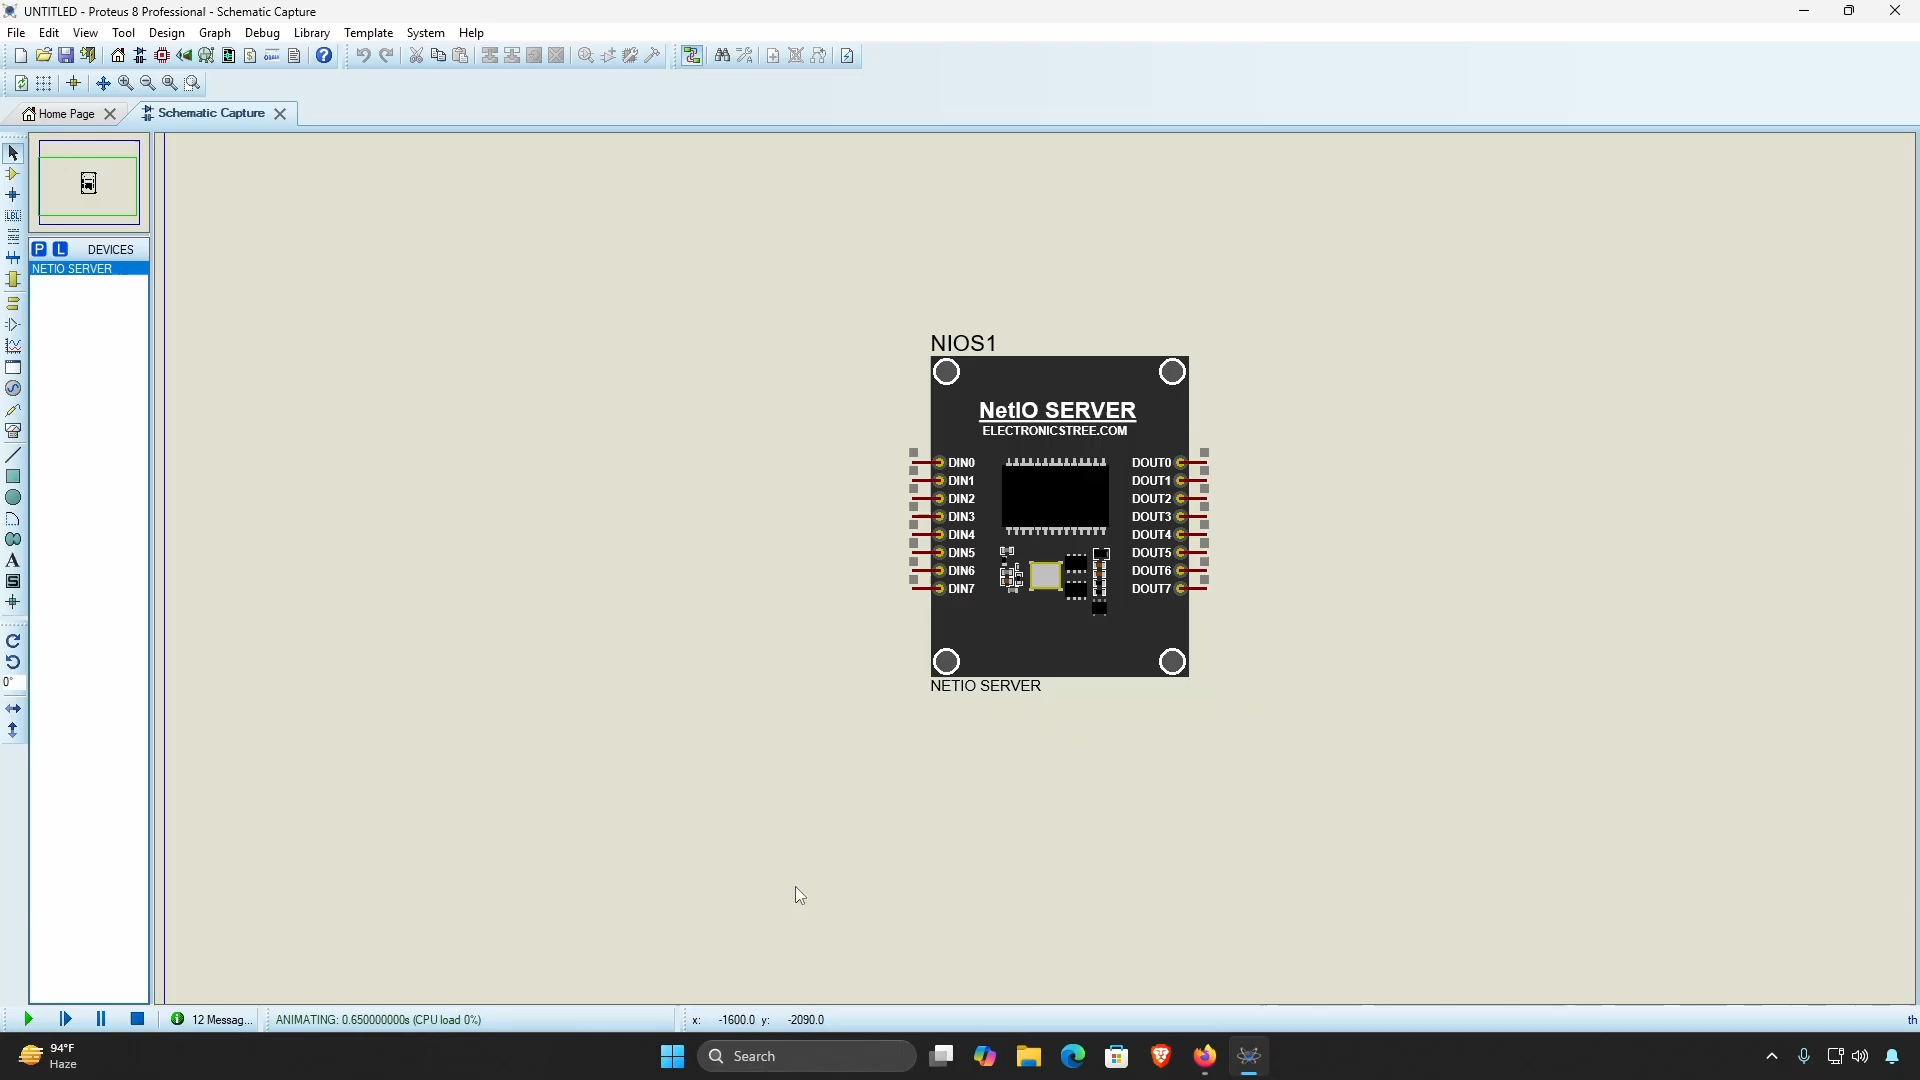 UNTITLED - Proteus 8 Professional - Schematic Capture
File Edit View Tool Design Graph Debug Library Template System Help
Home Page Schematic Capture
P L DEVICES
NETIO SERVER
LBL
A
S
0°
NIOS1
NetIO SERVER
ELECTRONICSTREE.COM
DIN0 DOUT0
DIN1 DOUT1
DIN2 DOUT2
DIN3 DOUT3
DIN4 DOUT4
DIN5 DOUT5
DIN6 DOUT6
DIN7 DOUT7
NETIO SERVER
12 Messag... ANIMATING: 0.650000000s (CPU load 0%) x: -1600.0 y: -2090.0 th
94°F
Haze
Search